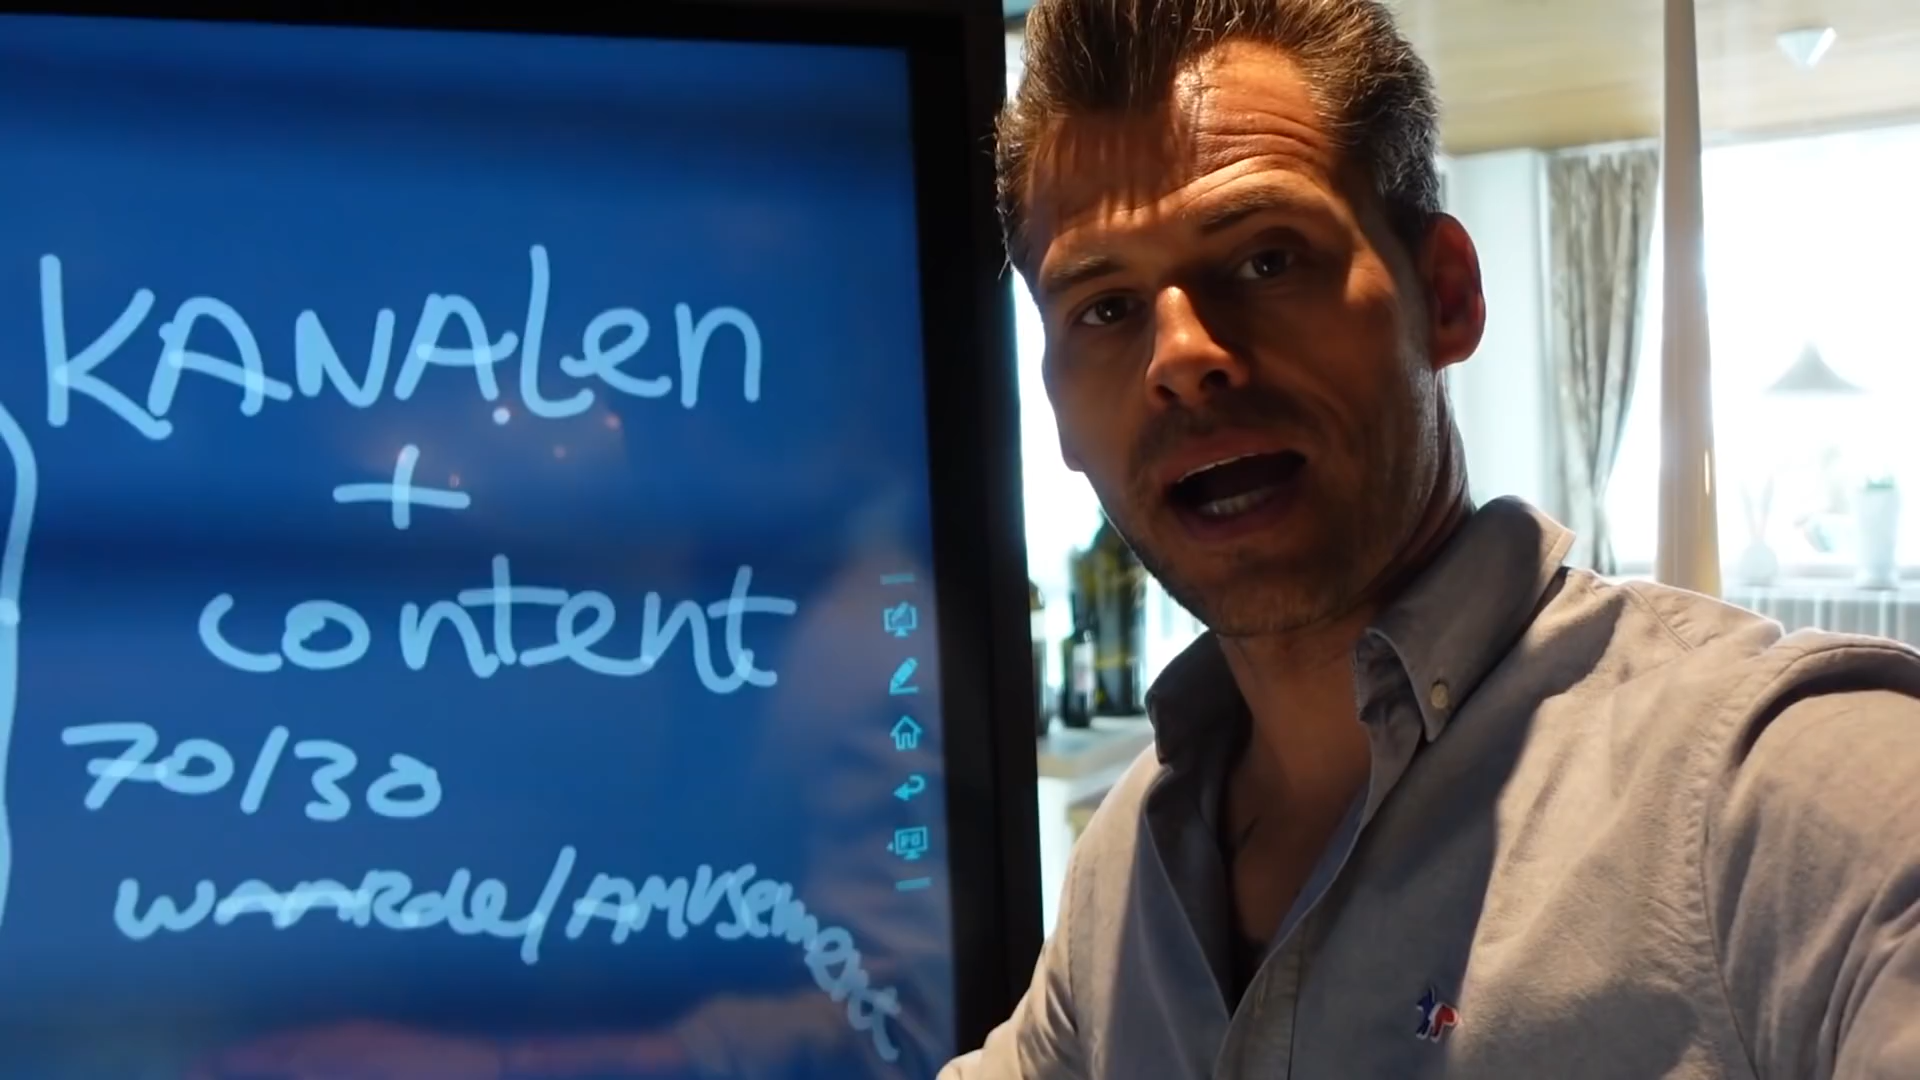 KANALen
+
content
70/30
waarde/AMUSement